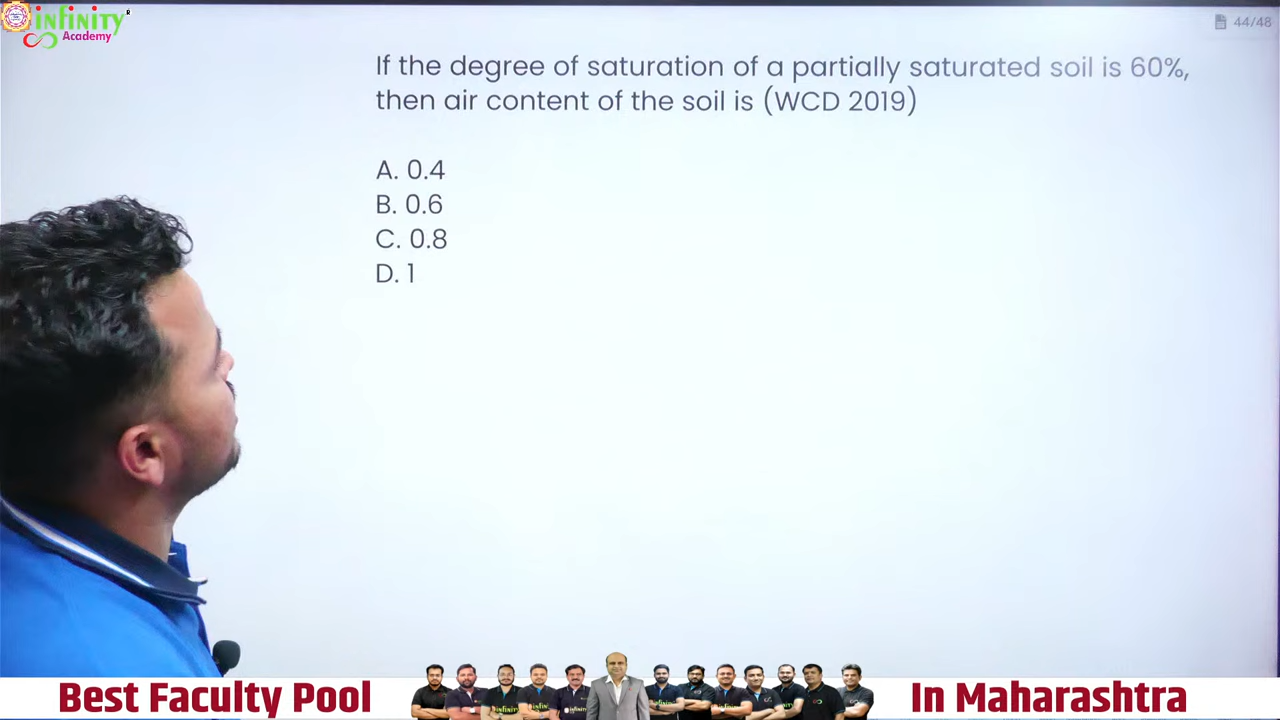 infinity
Academy
44/48
If the degree of saturation of a partially saturated soil is 60%,
then air content of the soil is (WCD 2019)
A. 0.4
B. 0.6
C. 0.8
D. 1
Best Faculty Pool
In Maharashtra